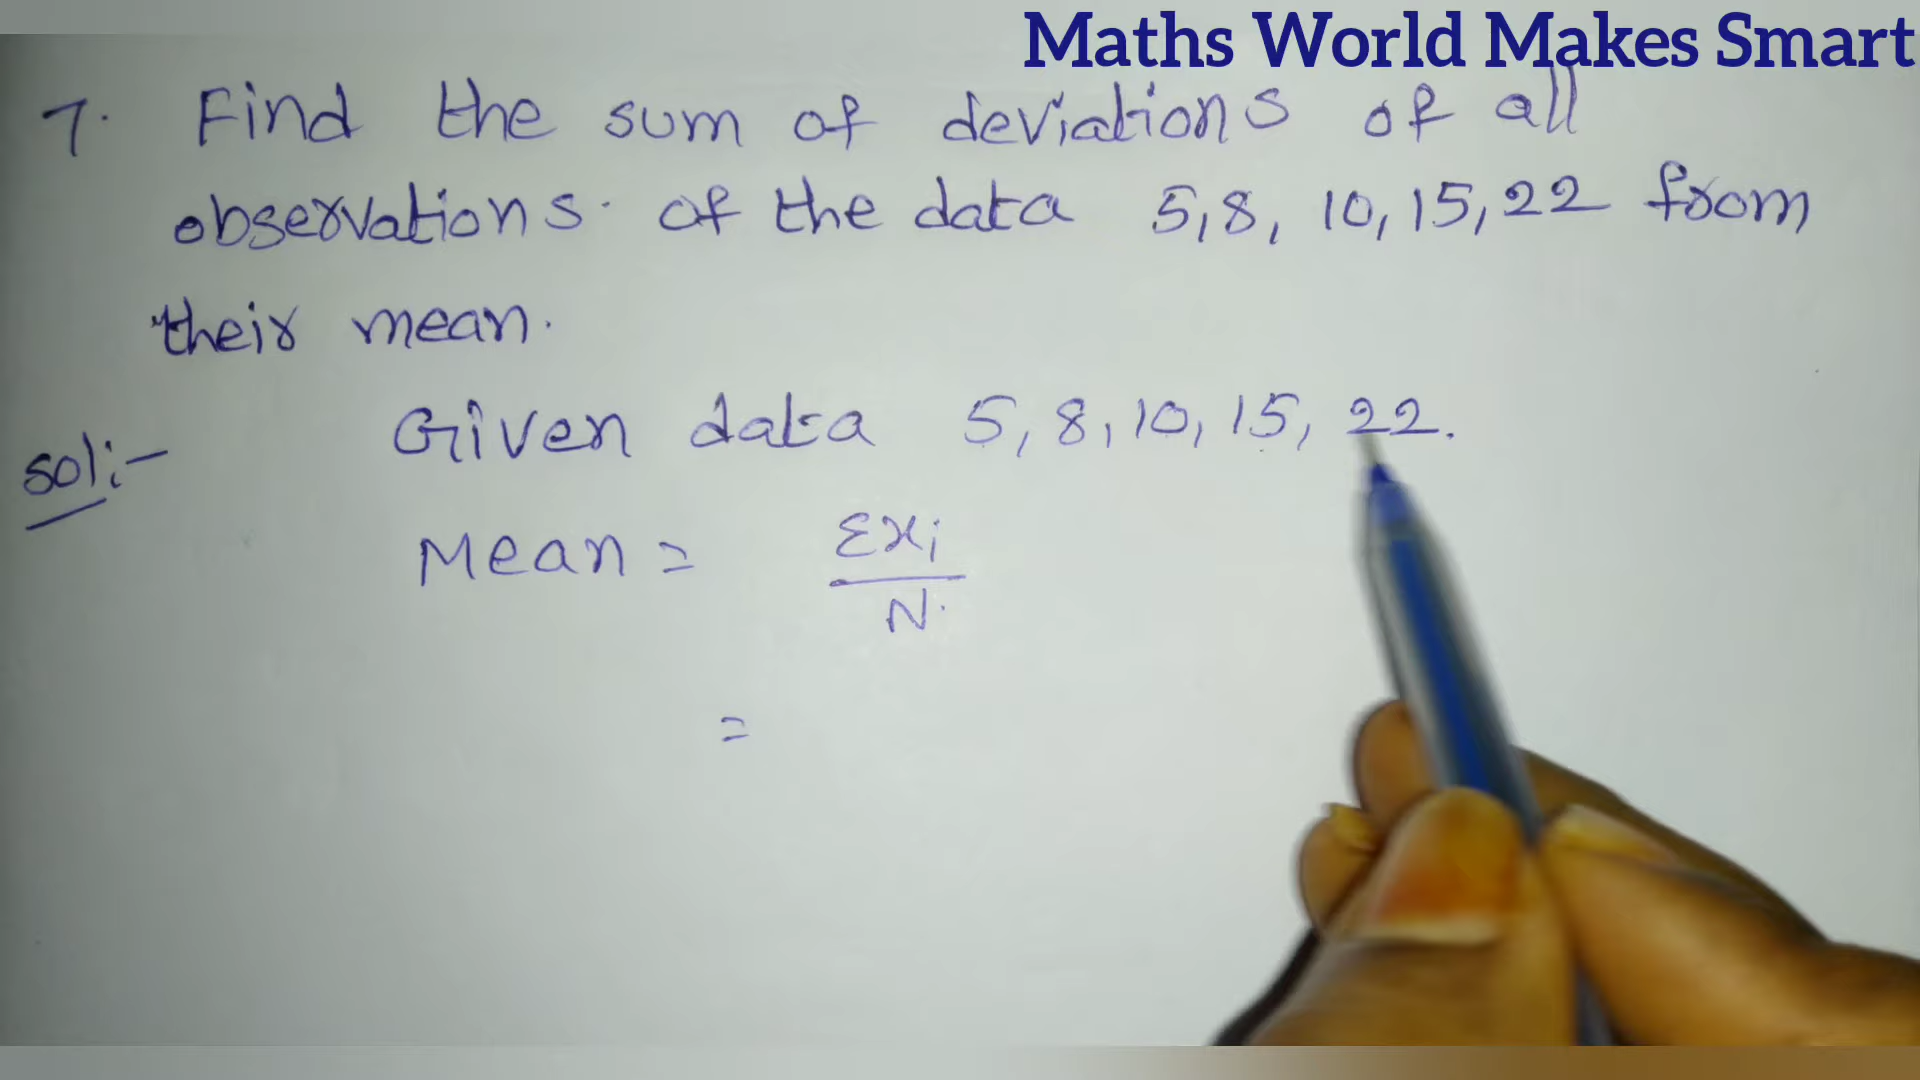 Maths World Makes Smart
7. Find the sum of deviations of all
observations. of the data 5,8, 10, 15, 22 from
their mean.
Sol:- Given data 5, 8, 10, 15, 22.
Mean = Σxi
N.
=